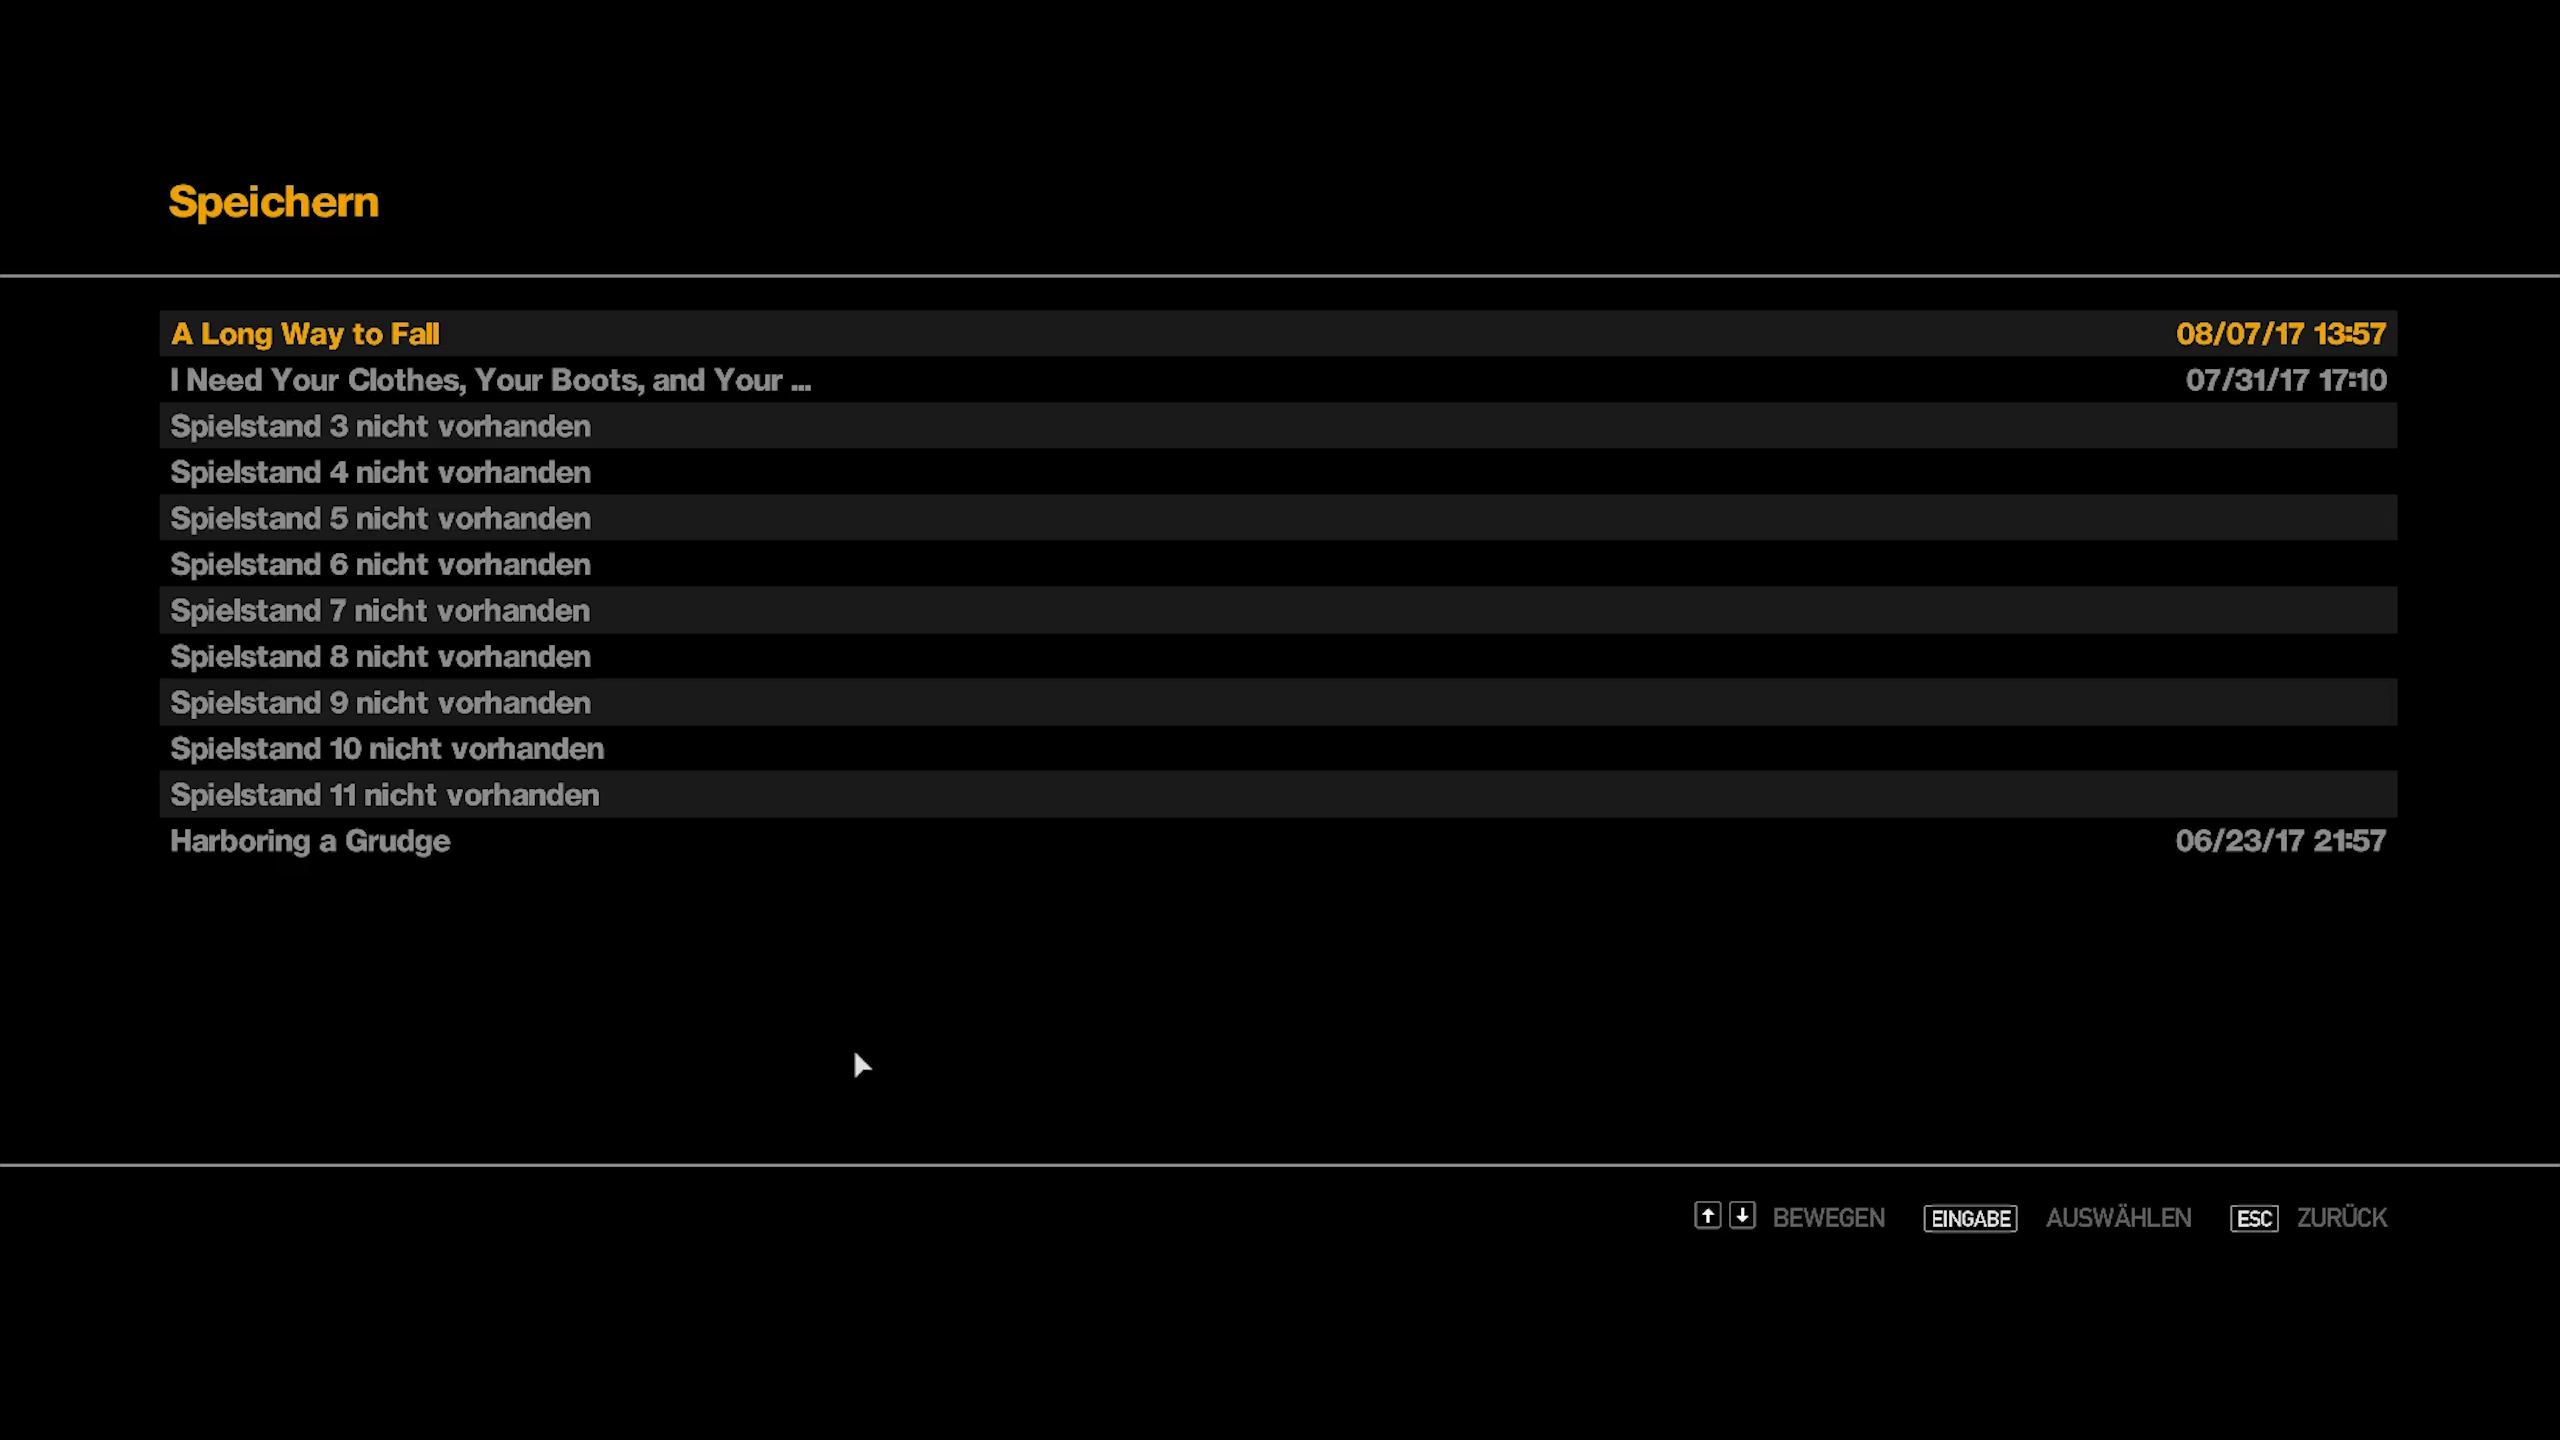 Speichern
A Long Way to Fall 08/07/17 13:57
I Need Your Clothes, Your Boots, and Your ... 07/31/17 17:10
Spielstand 3 nicht vorhanden
Spielstand 4 nicht vorhanden
Spielstand 5 nicht vorhanden
Spielstand 6 nicht vorhanden
Spielstand 7 nicht vorhanden
Spielstand 8 nicht vorhanden
Spielstand 9 nicht vorhanden
Spielstand 10 nicht vorhanden
Spielstand 11 nicht vorhanden
Harboring a Grudge 06/23/17 21:57
↑ ↓ BEWEGEN EINGABE AUSWÄHLEN ESC ZURÜCK